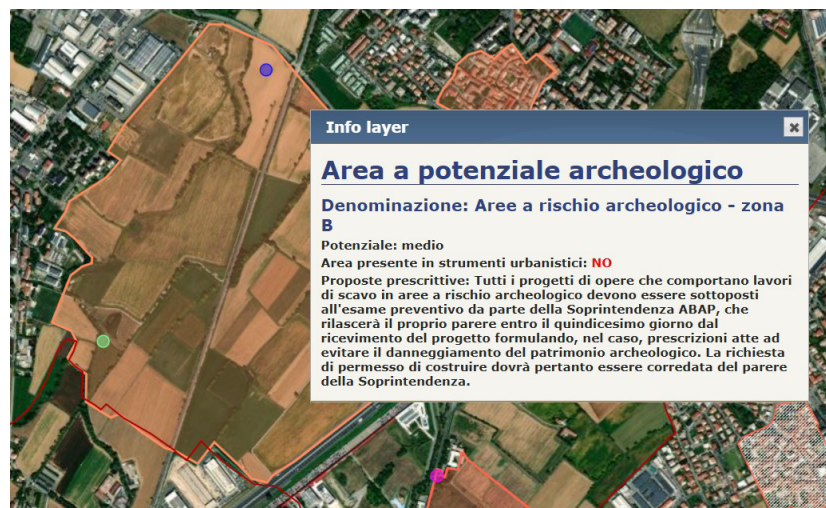 Info layer
Area a potenziale archeologico
Denominazione: Aree a rischio archeologico - zona
B
Potenziale: medio
Area presente in strumenti urbanistici: NO
Proposte prescrittive: Tutti i progetti di opere che comportano lavori
di scavo in aree a rischio archeologico devono essere sottoposti
all'esame preventivo da parte della Soprintendenza ABAP, che
rilascerà il proprio parere entro il quindicesimo giorno dal
ricevimento del progetto formulando, nel caso, prescrizioni atte ad
evitare il danneggiamento del patrimonio archeologico. La richiesta
di permesso di costruire dovrà pertanto essere corredata del parere
della Soprintendenza.